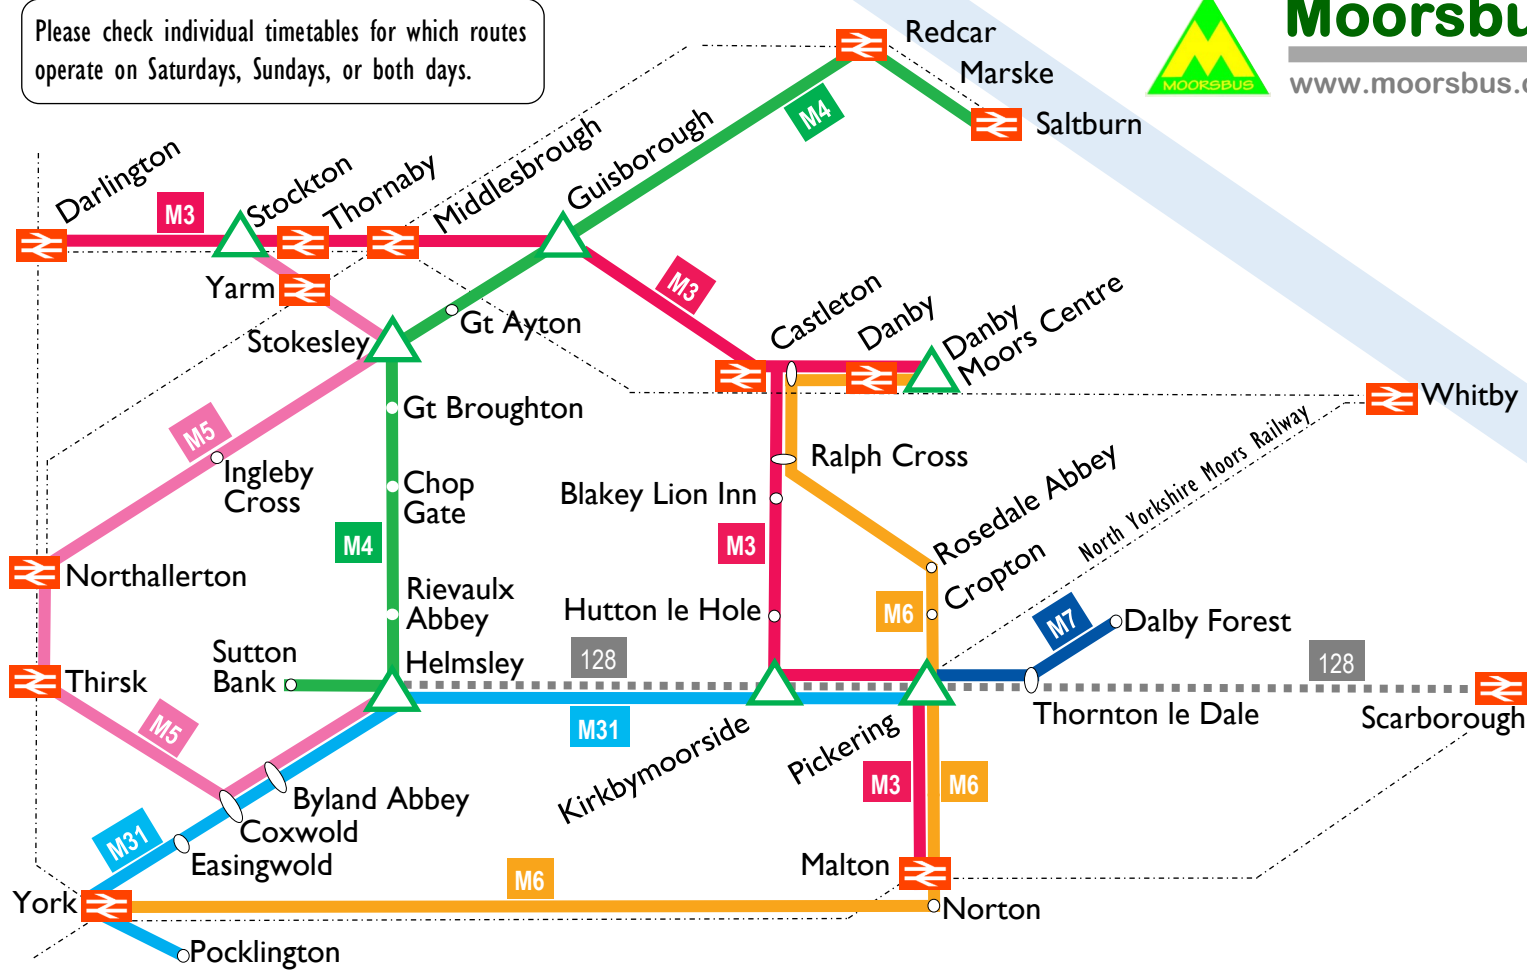 Please check individual timetables for which routes
operate on Saturdays, Sundays, or both days.
Redcar
Marske
Saltburn
MOORSBUS
Moorsbu
www.moorsbus.
M4
Darlington
M3
Stockton
Thornaby
Middlesbrough
Guisborough
Yarm
Stokesley
Gt Ayton
M3
Castleton
Danby
Danby
Moors Centre
Whitby
Gt Broughton
M5
Ingleby
Cross
Chop
Gate
Ralph Cross
Blakey Lion Inn
Rosedale Abbey
North Yorkshire Moors Railway
M4
M3
Northallerton
Rievaulx
Abbey
Hutton le Hole
M6
Cropton
M7
Dalby Forest
Sutton
Bank
Helmsley
128
128
Thirsk
M5
M31
Kirkbymoorside
Pickering
Thornton le Dale
Scarborough
M3
M6
Byland Abbey
Coxwold
M31
Easingwold
Malton
M6
York
Norton
Pocklington